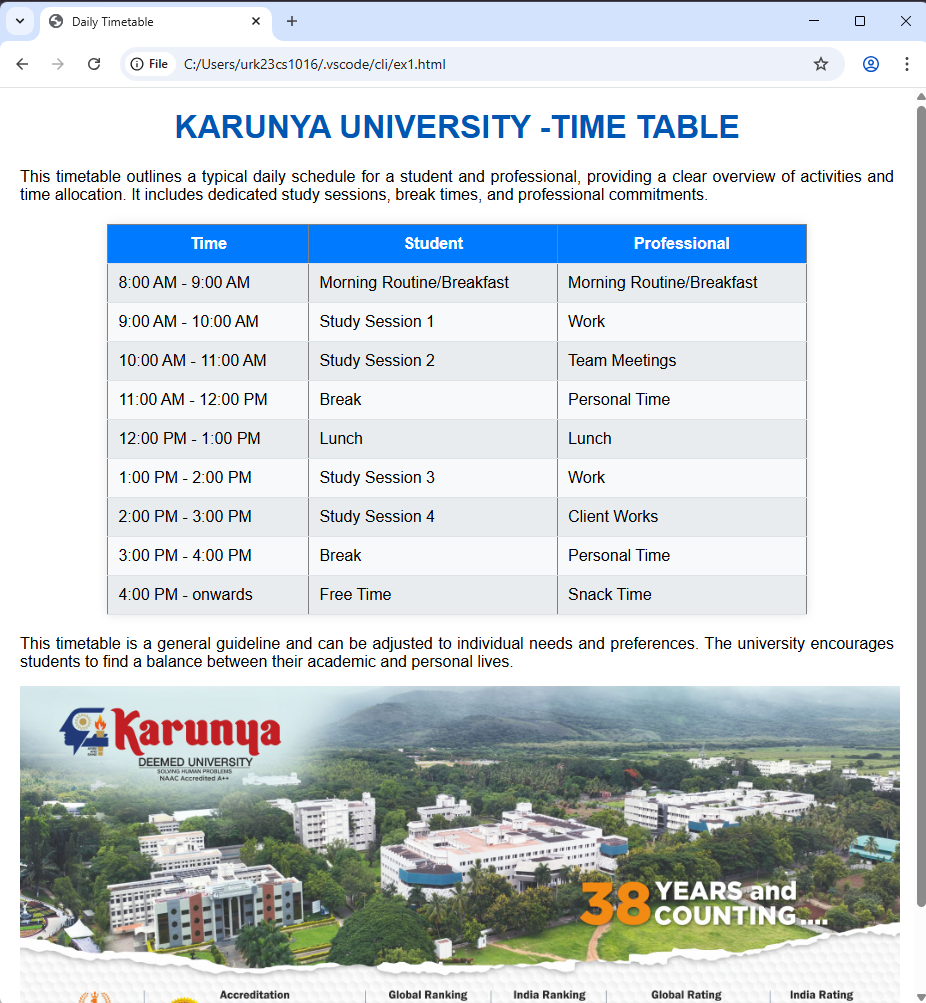 Daily Timetable
File C:/Users/urk23cs1016/.vscode/cli/ex1.html
KARUNYA UNIVERSITY -TIME TABLE
This timetable outlines a typical daily schedule for a student and professional, providing a clear overview of activities and
time allocation. It includes dedicated study sessions, break times, and professional commitments.
Time Student Professional
8:00 AM - 9:00 AM Morning Routine/Breakfast Morning Routine/Breakfast
9:00 AM - 10:00 AM Study Session 1 Work
10:00 AM - 11:00 AM Study Session 2 Team Meetings
11:00 AM - 12:00 PM Break Personal Time
12:00 PM - 1:00 PM Lunch Lunch
1:00 PM - 2:00 PM Study Session 3 Work
2:00 PM - 3:00 PM Study Session 4 Client Works
3:00 PM - 4:00 PM Break Personal Time
4:00 PM - onwards Free Time Snack Time
This timetable is a general guideline and can be adjusted to individual needs and preferences. The university encourages
students to find a balance between their academic and personal lives.
Karunya
DEEMED UNIVERSITY
SOLVING HUMAN PROBLEMS
NAAC Accredited A++
38 YEARS and
COUNTING ....
Accreditation Global Ranking India Ranking Global Rating India Rating